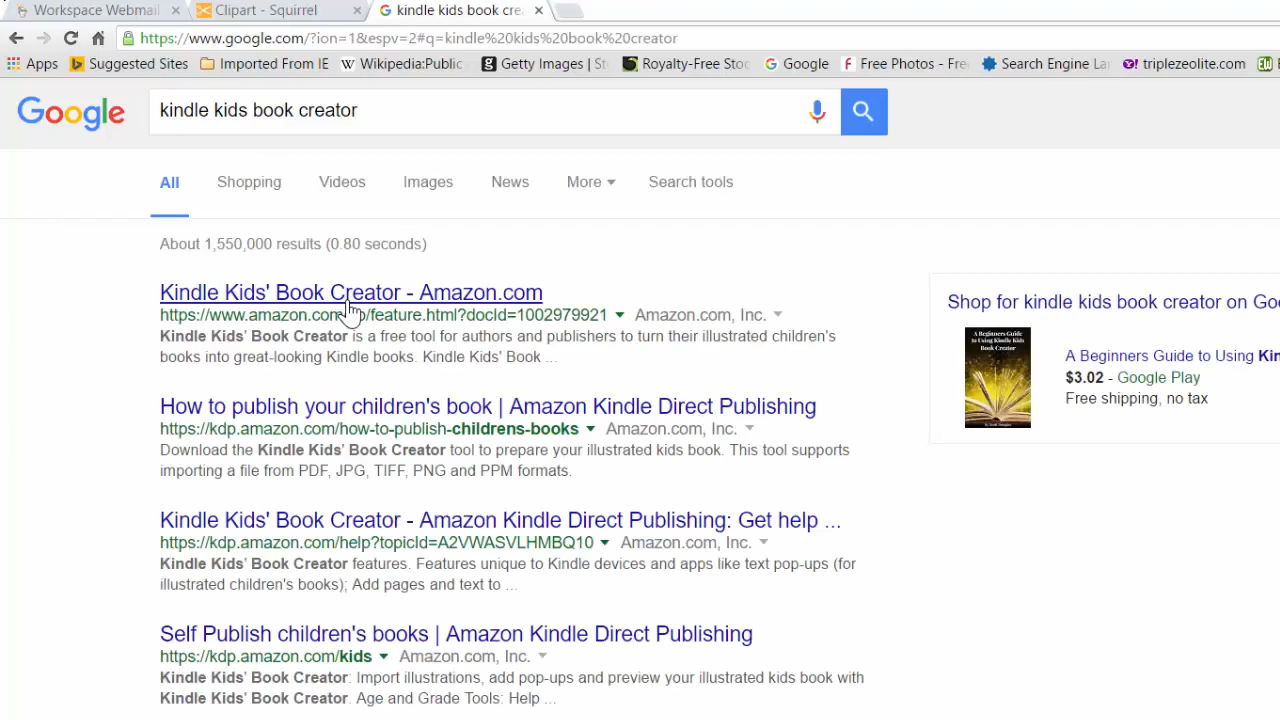 Workspace Webmail
Clipart - Squirrel
kindle kids book cre
https://www.google.com/?ion=1&espv=2#q=kindle%20kids%20book%20creator
Apps Suggested Sites Imported From IE Wikipedia:Public Getty Images | St Royalty-Free Sto Google Free Photos - Fre Search Engine La triplezeolite.com
Google
kindle kids book creator
All Shopping Videos Images News More Search tools
About 1,550,000 results (0.80 seconds)
Kindle Kids' Book Creator - Amazon.com
https://www.amazon.com/ /feature.html?docId=1002979921 Amazon.com, Inc.
Kindle Kids' Book Creator is a free tool for authors and publishers to turn their illustrated children's
books into great-looking Kindle books. Kindle Kids' Book ...
How to publish your children's book | Amazon Kindle Direct Publishing
https://kdp.amazon.com/how-to-publish-childrens-books Amazon.com, Inc.
Download the Kindle Kids' Book Creator tool to prepare your illustrated kids book. This tool supports
importing a file from PDF, JPG, TIFF, PNG and PPM formats.
Kindle Kids' Book Creator - Amazon Kindle Direct Publishing: Get help ...
https://kdp.amazon.com/help?topicId=A2VWASVLHMBQ10 Amazon.com, Inc.
Kindle Kids' Book Creator features. Features unique to Kindle devices and apps like text pop-ups (for
illustrated children's books); Add pages and text to ...
Self Publish children's books | Amazon Kindle Direct Publishing
https://kdp.amazon.com/kids Amazon.com, Inc.
Kindle Kids' Book Creator: Import illustrations, add pop-ups and preview your illustrated kids book with
Kindle Kids' Book Creator. Age and Grade Tools: Help ...
Shop for kindle kids book creator on Go
A Beginners Guide
to Using Kindle Kids
Book Creator
A Beginners Guide to Using Kin
$3.02 - Google Play
Free shipping, no tax